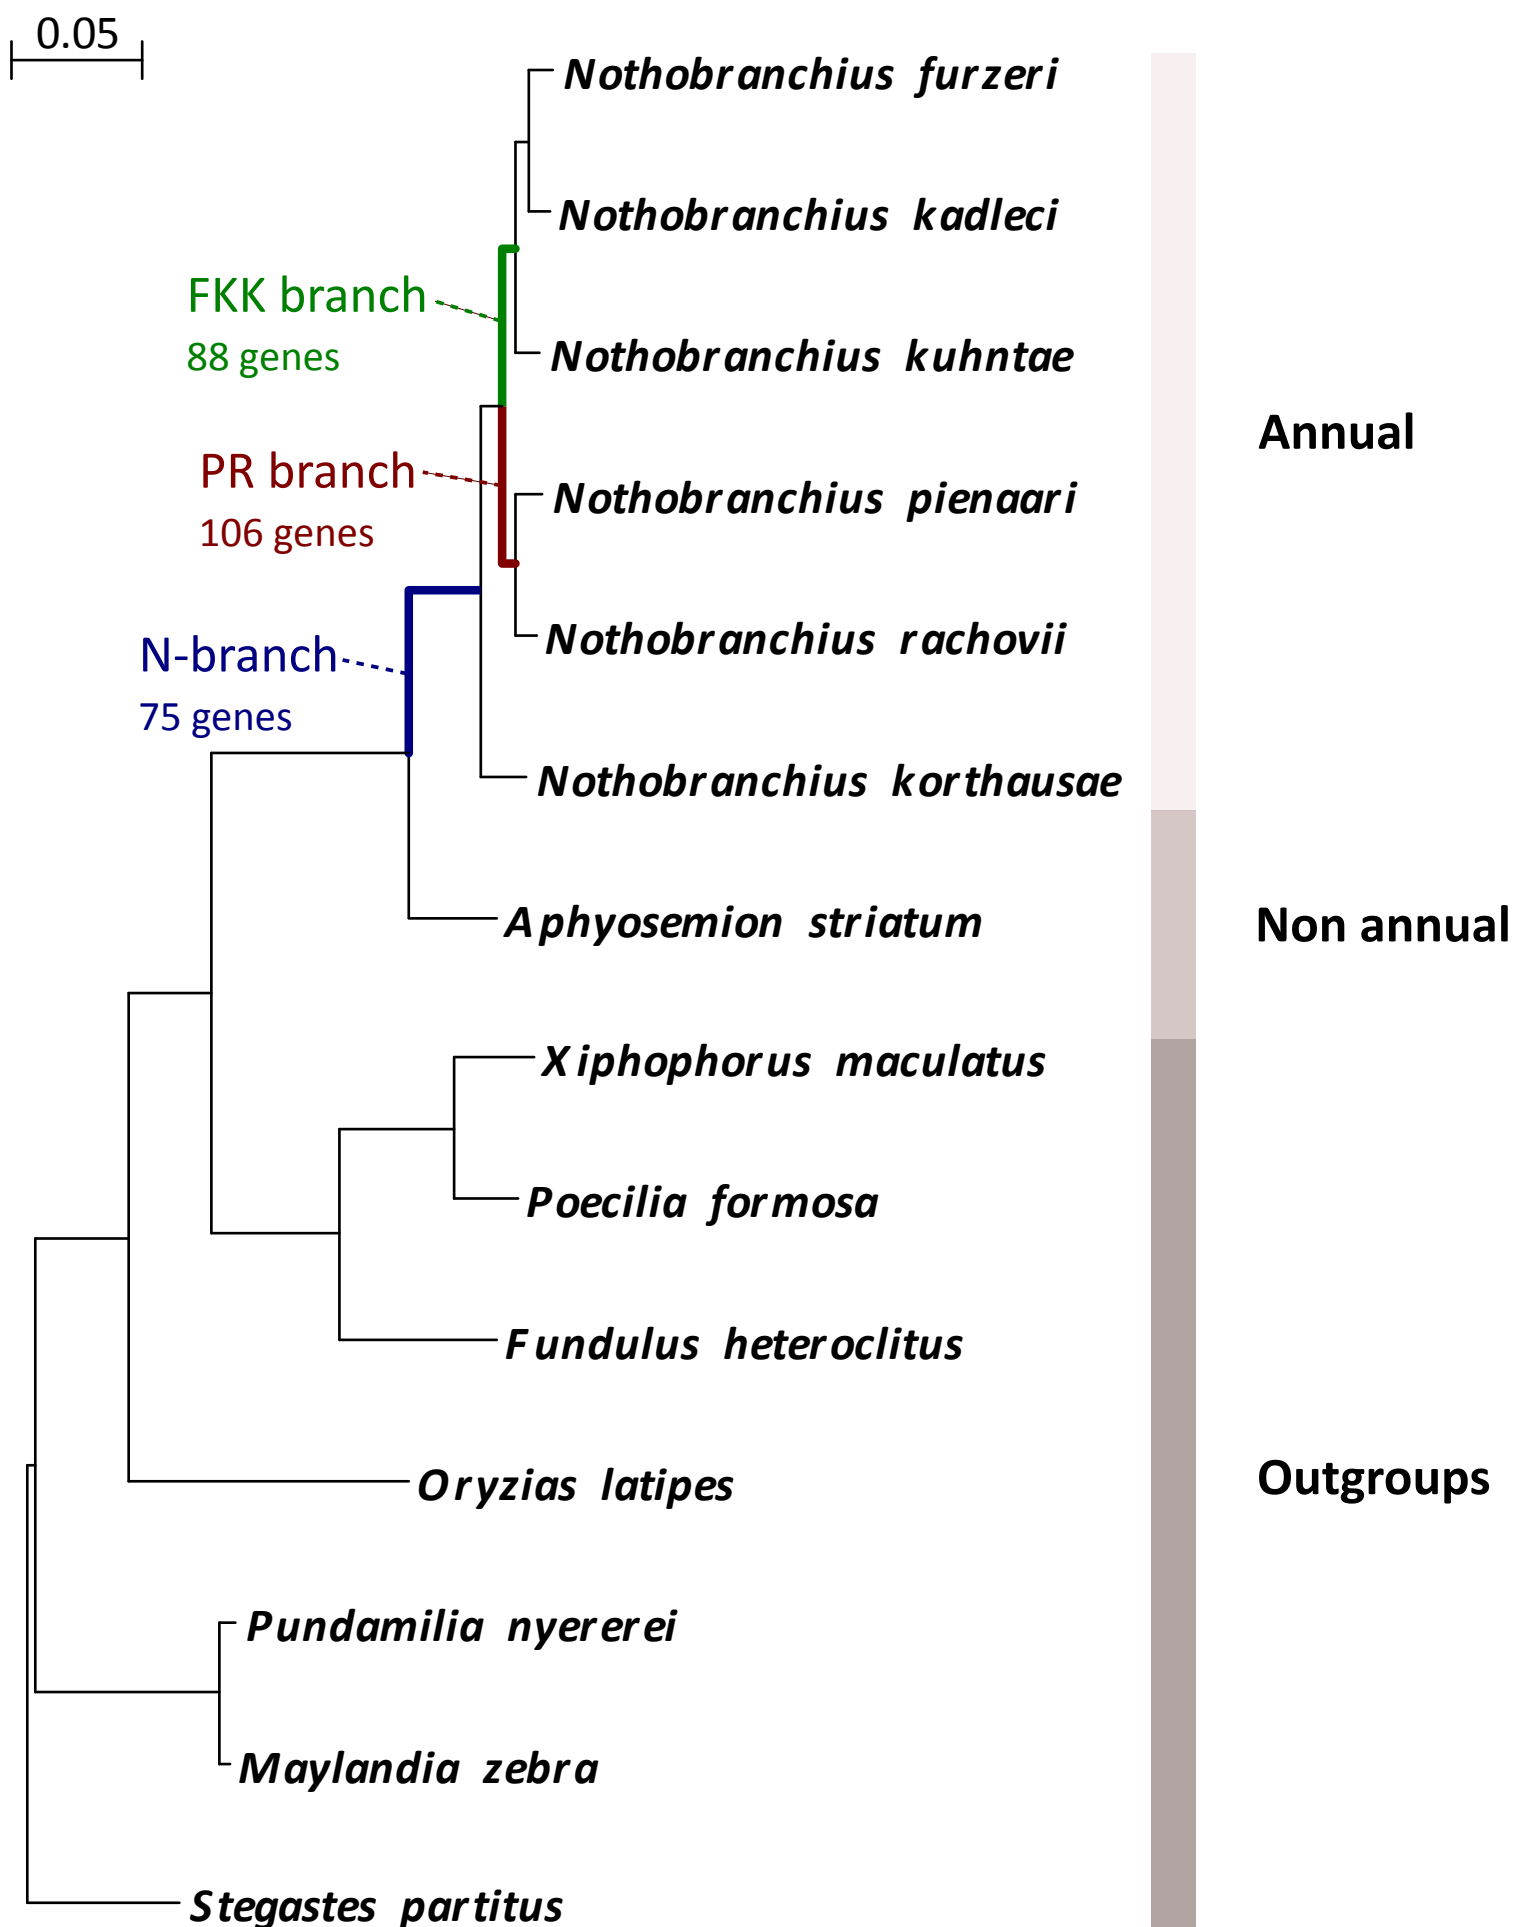 0.05
Nothobranchius furzeri
Nothobranchius kadleci
FKK branch
88 genes
Nothobranchius kuhntae
Annual
PR branch
106 genes
Nothobranchius pienaari
Nothobranchius rachovii
N-branch
75 genes
Nothobranchius korthausae
Aphyosemion striatum
Non annual
Xiphophorus maculatus
Poecilia formosa
Fundulus heteroclitus
Oryzias latipes
Outgroups
Pundamilia nyererei
Maylandia zebra
Stegastes partitus